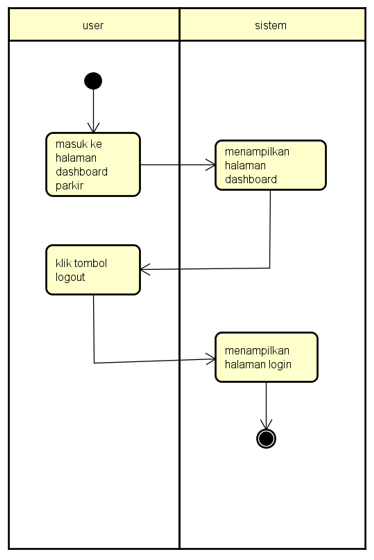 user
sistem
masuk ke
halaman
dashboard
parkir
menampilkan
halaman
dashboard
klik tombol
logout
menampilkan
halaman login